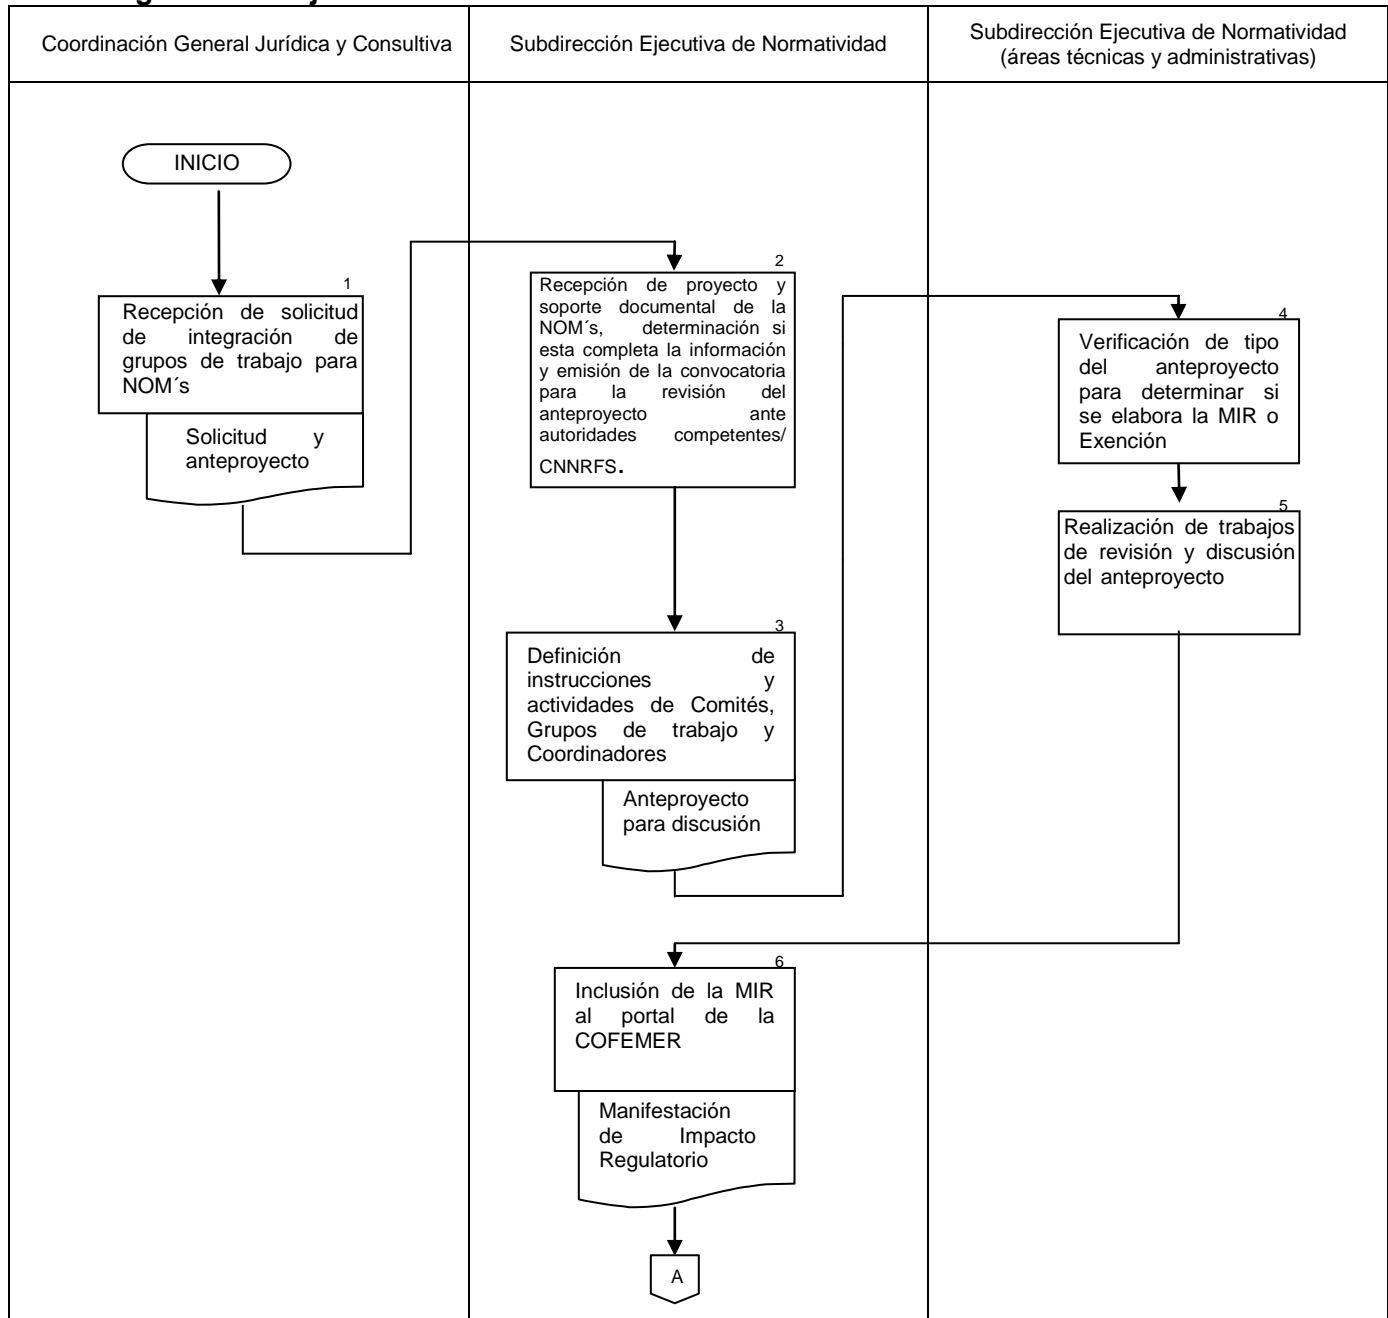 Coordinación General Jurídica y Consultiva
Subdirección Ejecutiva de Normatividad
Subdirección Ejecutiva de Normatividad
(áreas técnicas y administrativas)
INICIO
1
Recepción de solicitud
de integración de
grupos de trabajo para
NOM´s
Solicitud y
anteproyecto
2
Recepción de proyecto y
soporte documental de la
NOM´s, determinación si
esta completa la información
y emisión de la convocatoria
para la revisión del
anteproyecto ante
autoridades competentes/
CNNRFS.
3
Definición de
instrucciones y
actividades de Comités,
Grupos de trabajo y
Coordinadores
Anteproyecto
para discusión
4
Verificación de tipo
del anteproyecto
para determinar si
se elabora la MIR o
Exención
5
Realización de trabajos
de revisión y discusión
del anteproyecto
6
Inclusión de la MIR
al portal de la
COFEMER
Manifestación
de Impacto
Regulatorio
A